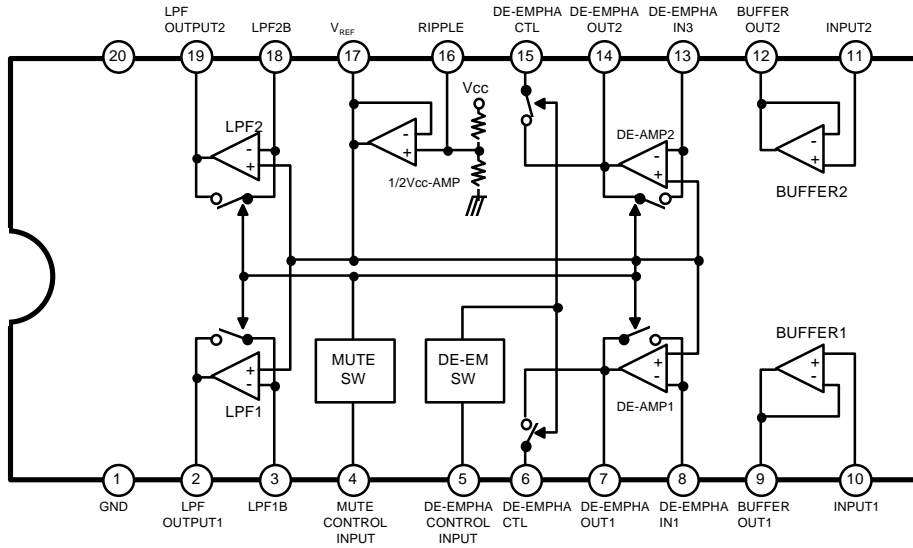 LPF OUTPUT2
LPF2B
VREF
RIPPLE
DE-EMPHA CTL
DE-EMPHA OUT2
DE-EMPHA IN3
BUFFER OUT2
INPUT2
20
19
18
17
16
15
14
13
12
11
Vcc
LPF2
-
+
-
+
1/2Vcc-AMP
DE-AMP2
-
+
-
+
BUFFER2
MUTE SW
DE-EM SW
BUFFER1
+
-
LPF1
+
-
DE-AMP1
+
-
1
2
3
4
5
6
7
8
9
10
GND
LPF OUTPUT1
LPF1B
MUTE CONTROL INPUT
DE-EMPHA CONTROL INPUT
DE-EMPHA CTL
DE-EMPHA OUT1
DE-EMPHA IN1
BUFFER OUT1
INPUT1